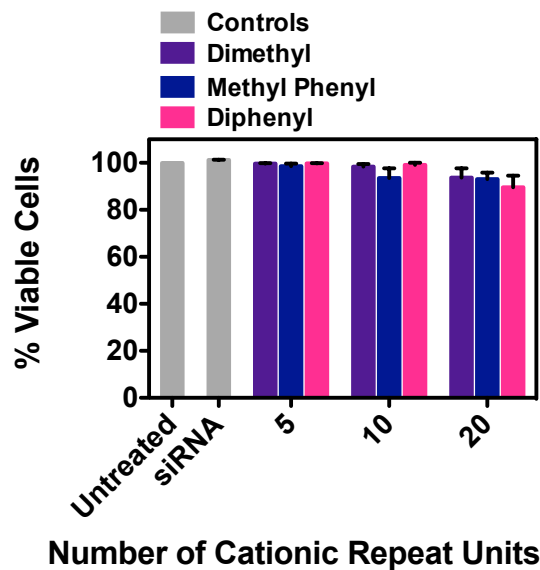 Controls
Dimethyl
Methyl Phenyl
Diphenyl
% Viable Cells
100
80
60
40
20
0
Untreated
siRNA
5
10
20
Number of Cationic Repeat Units